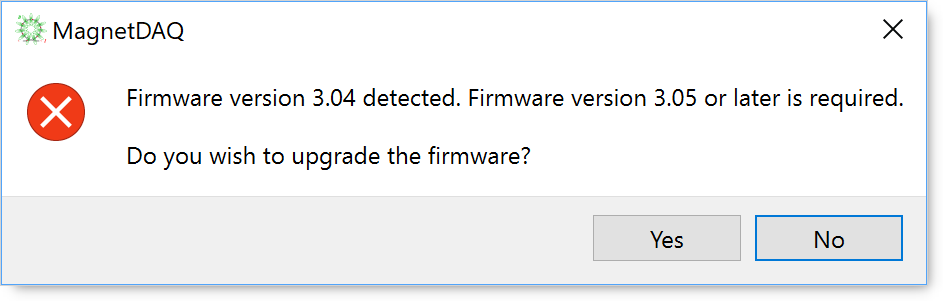 MagnetDAQ
Firmware version 3.04 detected. Firmware version 3.05 or later is required.
Do you wish to upgrade the firmware?
Yes No